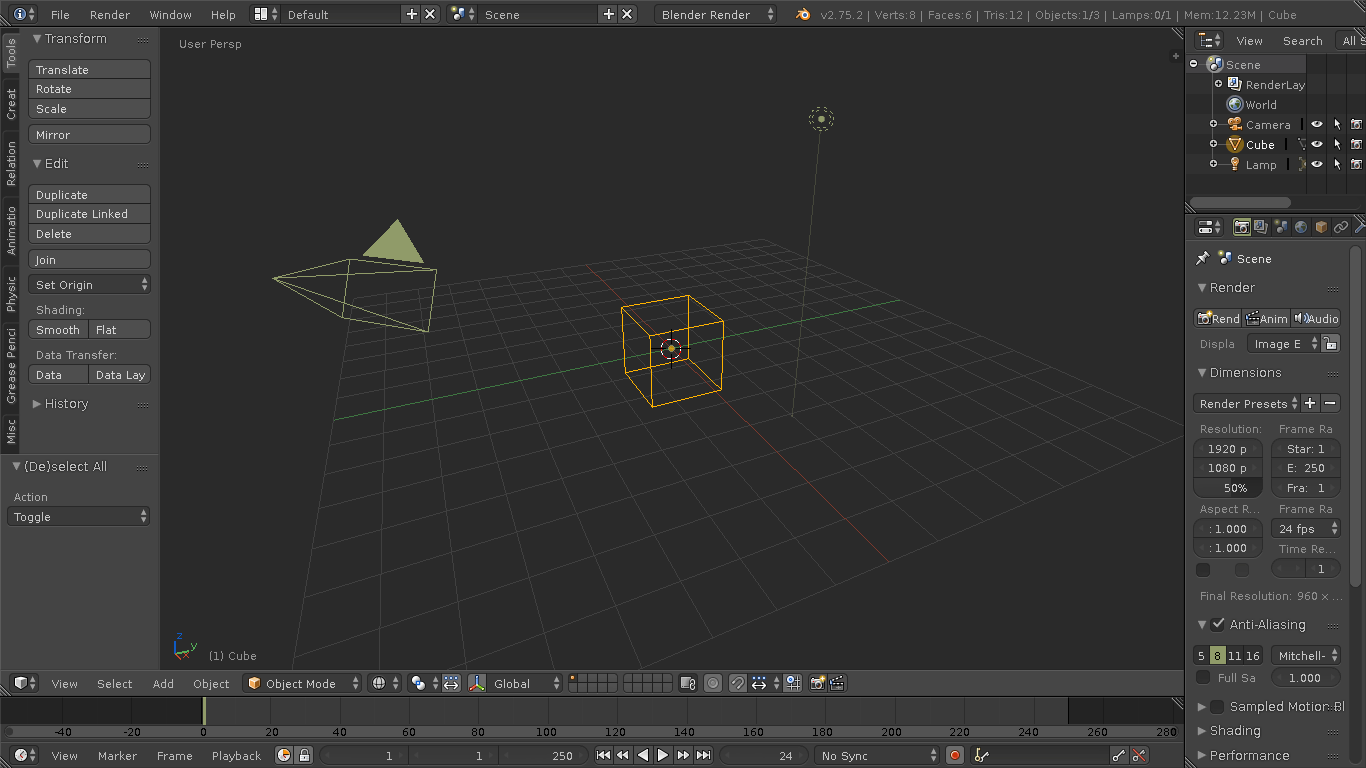 File Render Window Help Default Scene Blender Render v2.75.2 | Verts:8 | Faces:6 | Tris:12 | Objects:1/3 | Lamps:0/1 | Mem:12.23M | Cube
Tools
Creat
Relation
Animatio
Physic
Grease Penci
Misc
Transform
Translate
Rotate
Scale
Mirror
Edit
Duplicate
Duplicate Linked
Delete
Join
Set Origin
Shading:
Smooth Flat
Data Transfer:
Data Data Lay
History
(De)select All
Action
Toggle
User Persp
z
y
(1) Cube
View Select Add Object Object Mode Global
-40 -20 0 20 40 60 80 100 120 140 160 180 200 220 240 260 280
View Marker Frame Playback 1 1 250 24 No Sync
View Search All S
Scene
RenderLay
World
Camera
Cube
Lamp
Scene
Render
Rend Anim Audio
Displa Image E
Dimensions
Render Presets
Resolution: Frame Ra
1920 p Star: 1
1080 p E: 250
50% Fra: 1
Aspect R... Frame Ra
: 1.000 24 fps
: 1.000 Time Re...
1
Final Resolution: 960 × ...
Anti-Aliasing
5 8 11 16 Mitchell-
Full Sa 1.000
Sampled Motion Bl
Shading
Performance